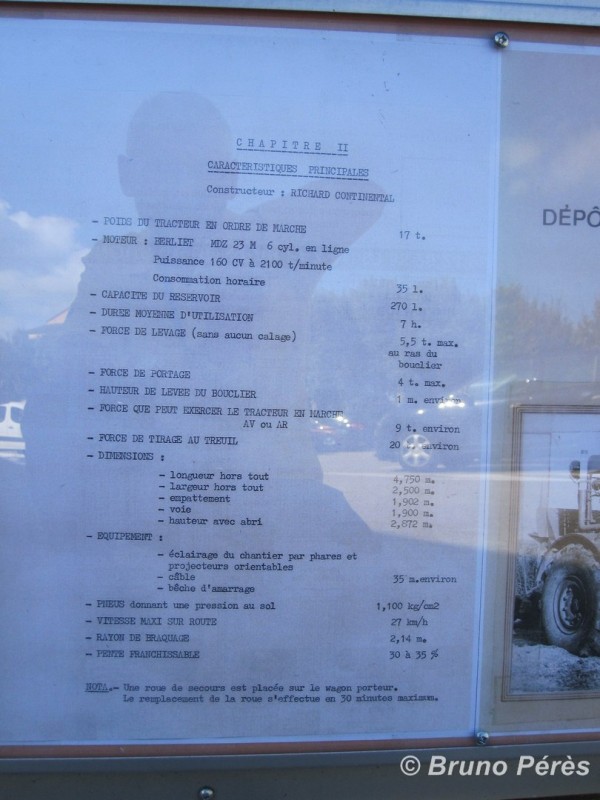 CHAPITRE II
CARACTERISTIQUES PRINCIPALES
Constructeur : RICHARD CONTINENTAL
- POIDS DU TRACTEUR EN ORDRE DE MARCHE 17 t.
- MOTEUR : BERLIET MDZ 23 M 6 cyl. en ligne
Puissance 160 CV à 2100 t/minute
Consommation horaire 35 l.
- CAPACITE DU RESERVOIR 270 l.
- DUREE MOYENNE D'UTILISATION 7 h.
- FORCE DE LEVAGE (sans aucun calage) 5,5 t. max.
au ras du
bouclier
- FORCE DE PORTAGE 4 t. max.
- HAUTEUR DE LEVEE DU BOUCLIER 1 m. environ
- FORCE QUE PEUT EXERCER LE TRACTEUR EN MARCHE
AV ou AR 9 t. environ
- FORCE DE TIRAGE AU TREUIL 20 t. environ
- DIMENSIONS :
- longueur hors tout 4,750 m.
- largeur hors tout 2,500 m.
- empattement 1,902 m.
- voie 1,900 m.
- hauteur avec abri 2,872 m.
- EQUIPEMENT :
- éclairage du chantier par phares et
projecteurs orientables
- câble 35 m.environ
- bêche d'amarrage
- PNEUS donnant une pression au sol 1,100 kg/cm2
- VITESSE MAXI SUR ROUTE 27 km/h
- RAYON DE BRAQUAGE 2,14 m.
- PENTE FRANCHISSABLE 30 à 35 %
NOTA.- Une roue de secours est placée sur le wagon porteur.
Le remplacement de la roue s'effectue en 30 minutes maximum.
DÉPÔ
© Bruno Pérès